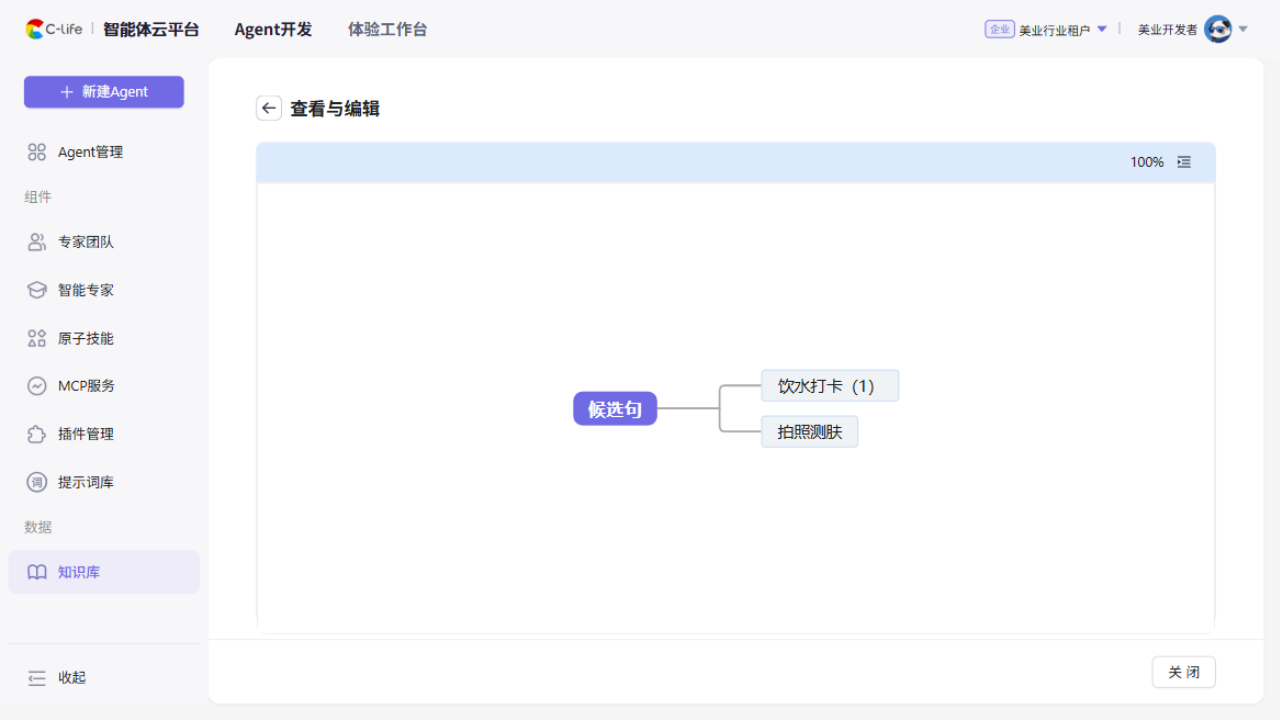 C-life 智能体云平台 Agent开发 体验工作台 企业 美业行业租户 美业开发者
新建Agent
查看与编辑
Agent管理
100%
组件
专家团队
智能专家
原子技能
MCP服务
饮水打卡（1）
候选句
拍照测肤
插件管理
词 提示词库
数据
知识库
收起
关闭